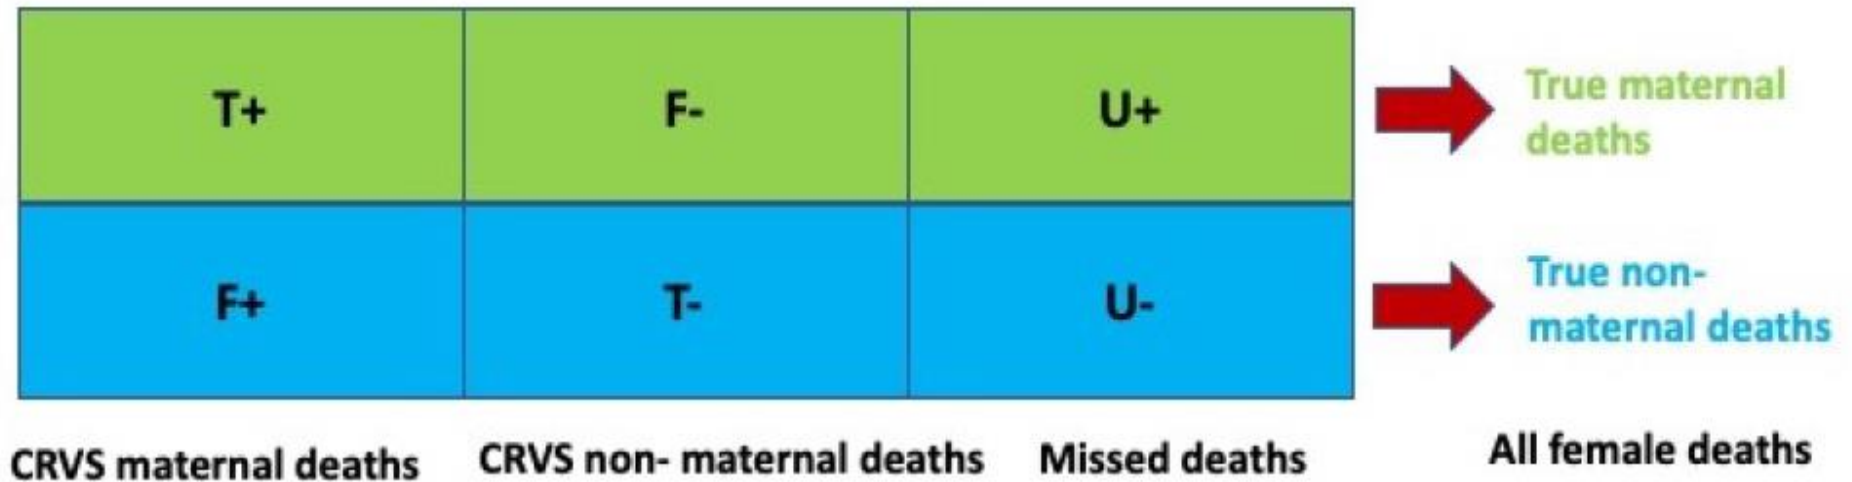 T+ F- U+
True maternal
deaths
F+ T- U-
True non-
maternal deaths
CRVS maternal deaths CRVS non- maternal deaths Missed deaths All female deaths